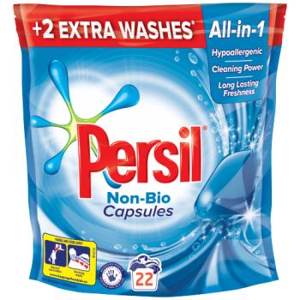 +2 EXTRA WASHES*
All-in-1
Hypoallergenic
Cleaning Power
Long Lasting
Freshness
Persil
Non-Bio
Capsules
22